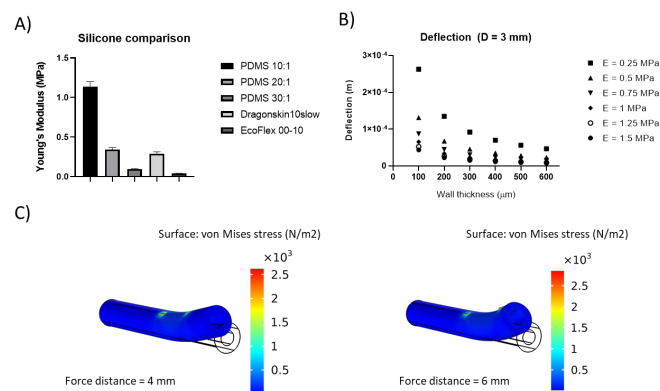 A)
Silicone comparison
Young's Modulus (MPa)
1.5
1.0
0.5
0.0
PDMS 10:1
PDMS 20:1
PDMS 30:1
Dragonskin10slow
EcoFlex 00-10
B)
Deflection (D = 3 mm)
Deflection (m)
3×10⁻⁴
2×10⁻⁴
1×10⁻⁴
0
0 100 200 300 400 500 600
Wall thickness (μm)
E = 0.25 MPa
E = 0.5 MPa
E = 0.75 MPa
E = 1 MPa
E = 1.25 MPa
E = 1.5 MPa
C)
Surface: von Mises stress (N/m2)
×10³
2.5
2
1.5
1
0.5
Force distance = 4 mm
Surface: von Mises stress (N/m2)
×10³
2.5
2
1.5
1
0.5
Force distance = 6 mm